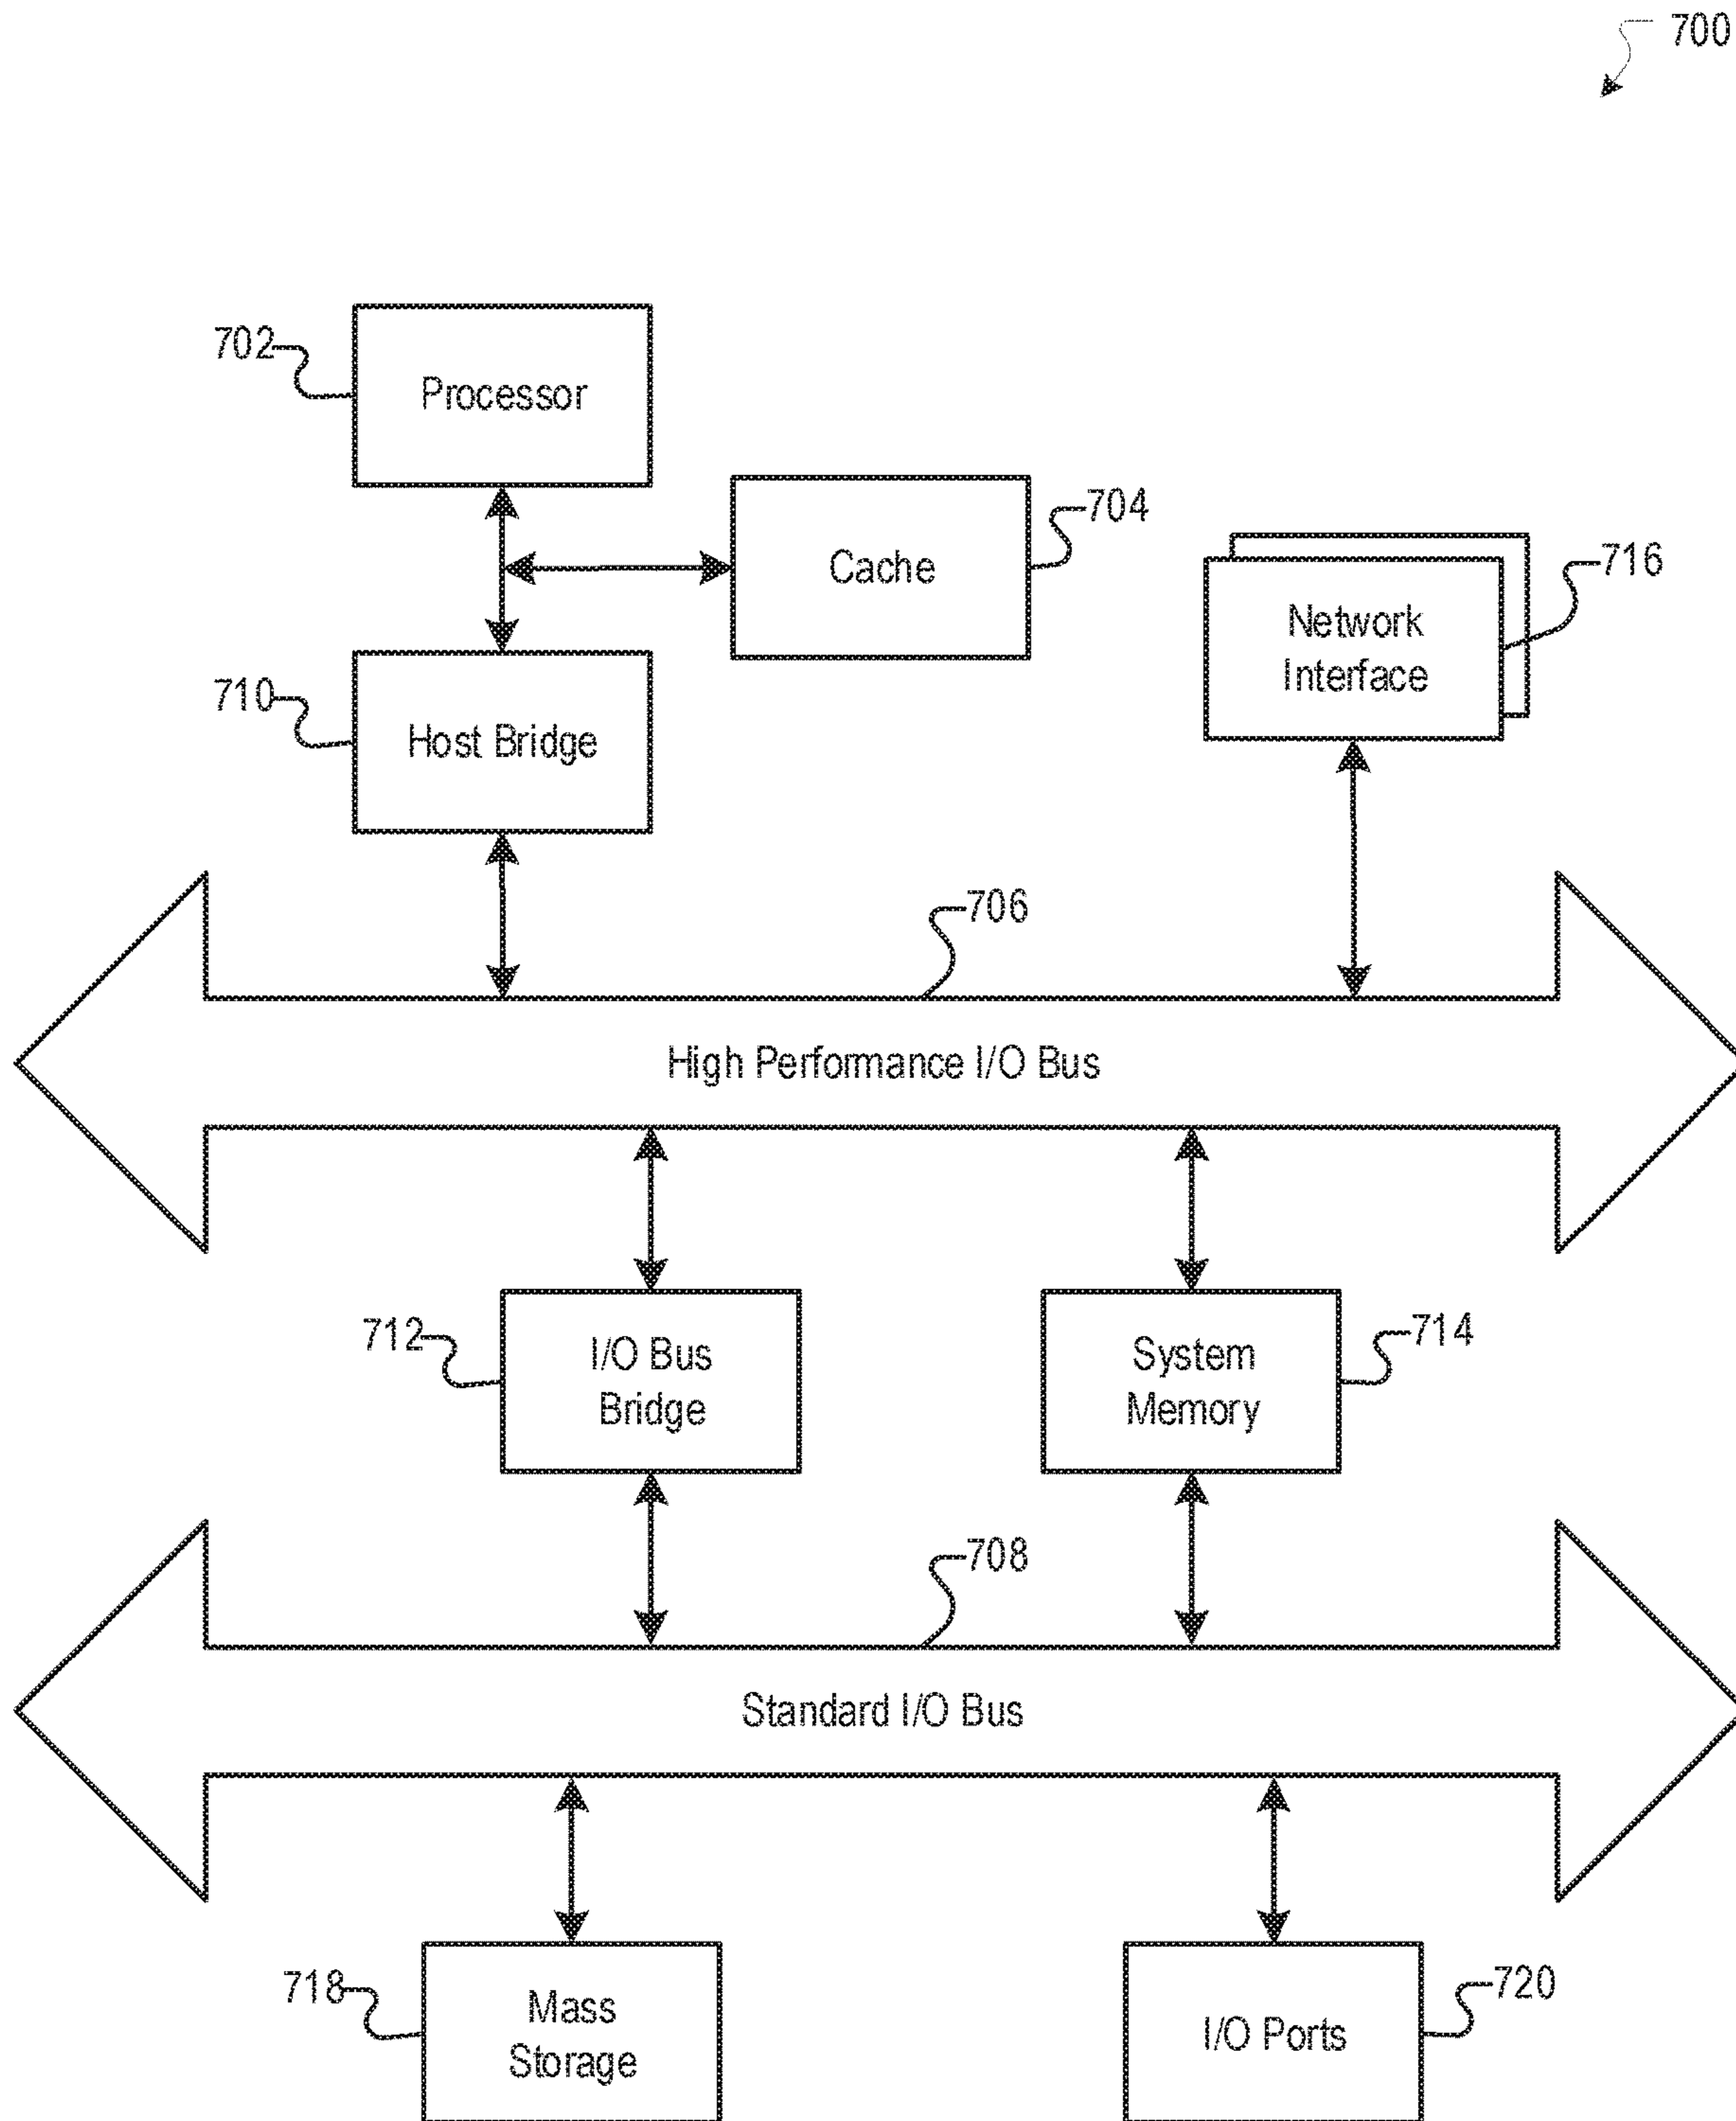 700
702
Processor
704
Cache
716
Network
Interface
710
Host Bridge
706
High Performance I/O Bus
712
I/O Bus
Bridge
714
System
Memory
708
Standard I/O Bus
718
Mass
Storage
720
I/O Ports